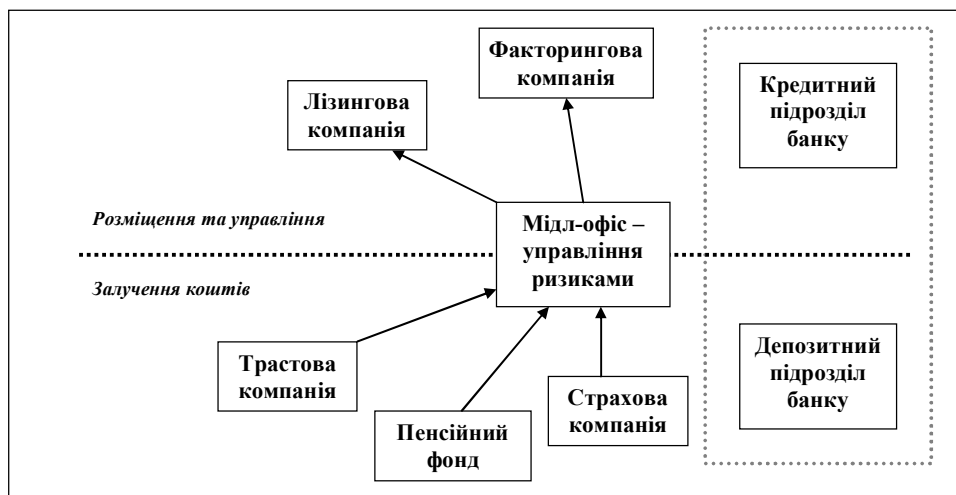 Факторингова
компанія
Кредитний
підрозділ
банку
Лізингова
компанія
Розміщення та управління
Мідл-офіс –
управління
ризиками
Залучення коштів
Трастова
компанія
Депозитний
підрозділ
банку
Страхова
компанія
Пенсійний
фонд